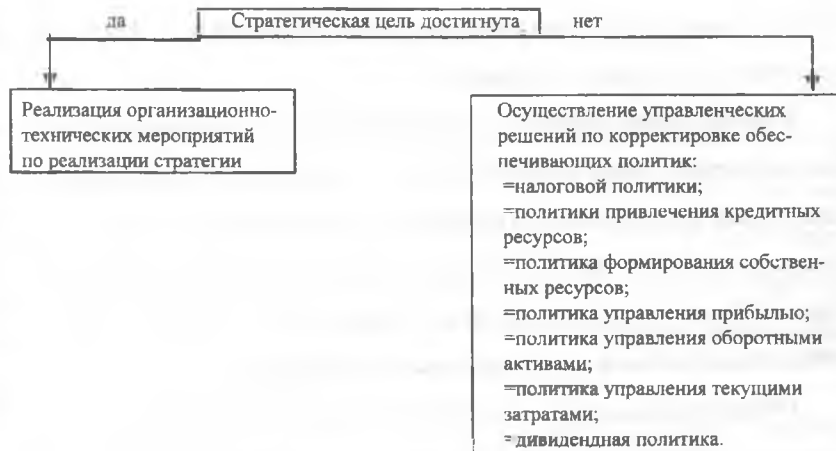 да Стратегическая цель достигнута нет
Реализация организационно-
технических мероприятий
по реализации стратегии
Осуществление управленческих
решений по корректировке обес-
печивающих политик:
=налоговой политики;
=политики привлечения кредитных
ресурсов;
=политика формирования собствен-
ных ресурсов;
=политика управления прибылью;
=политика управления оборотными
активами;
=политика управления текущими
затратами;
= дивидендная политика.